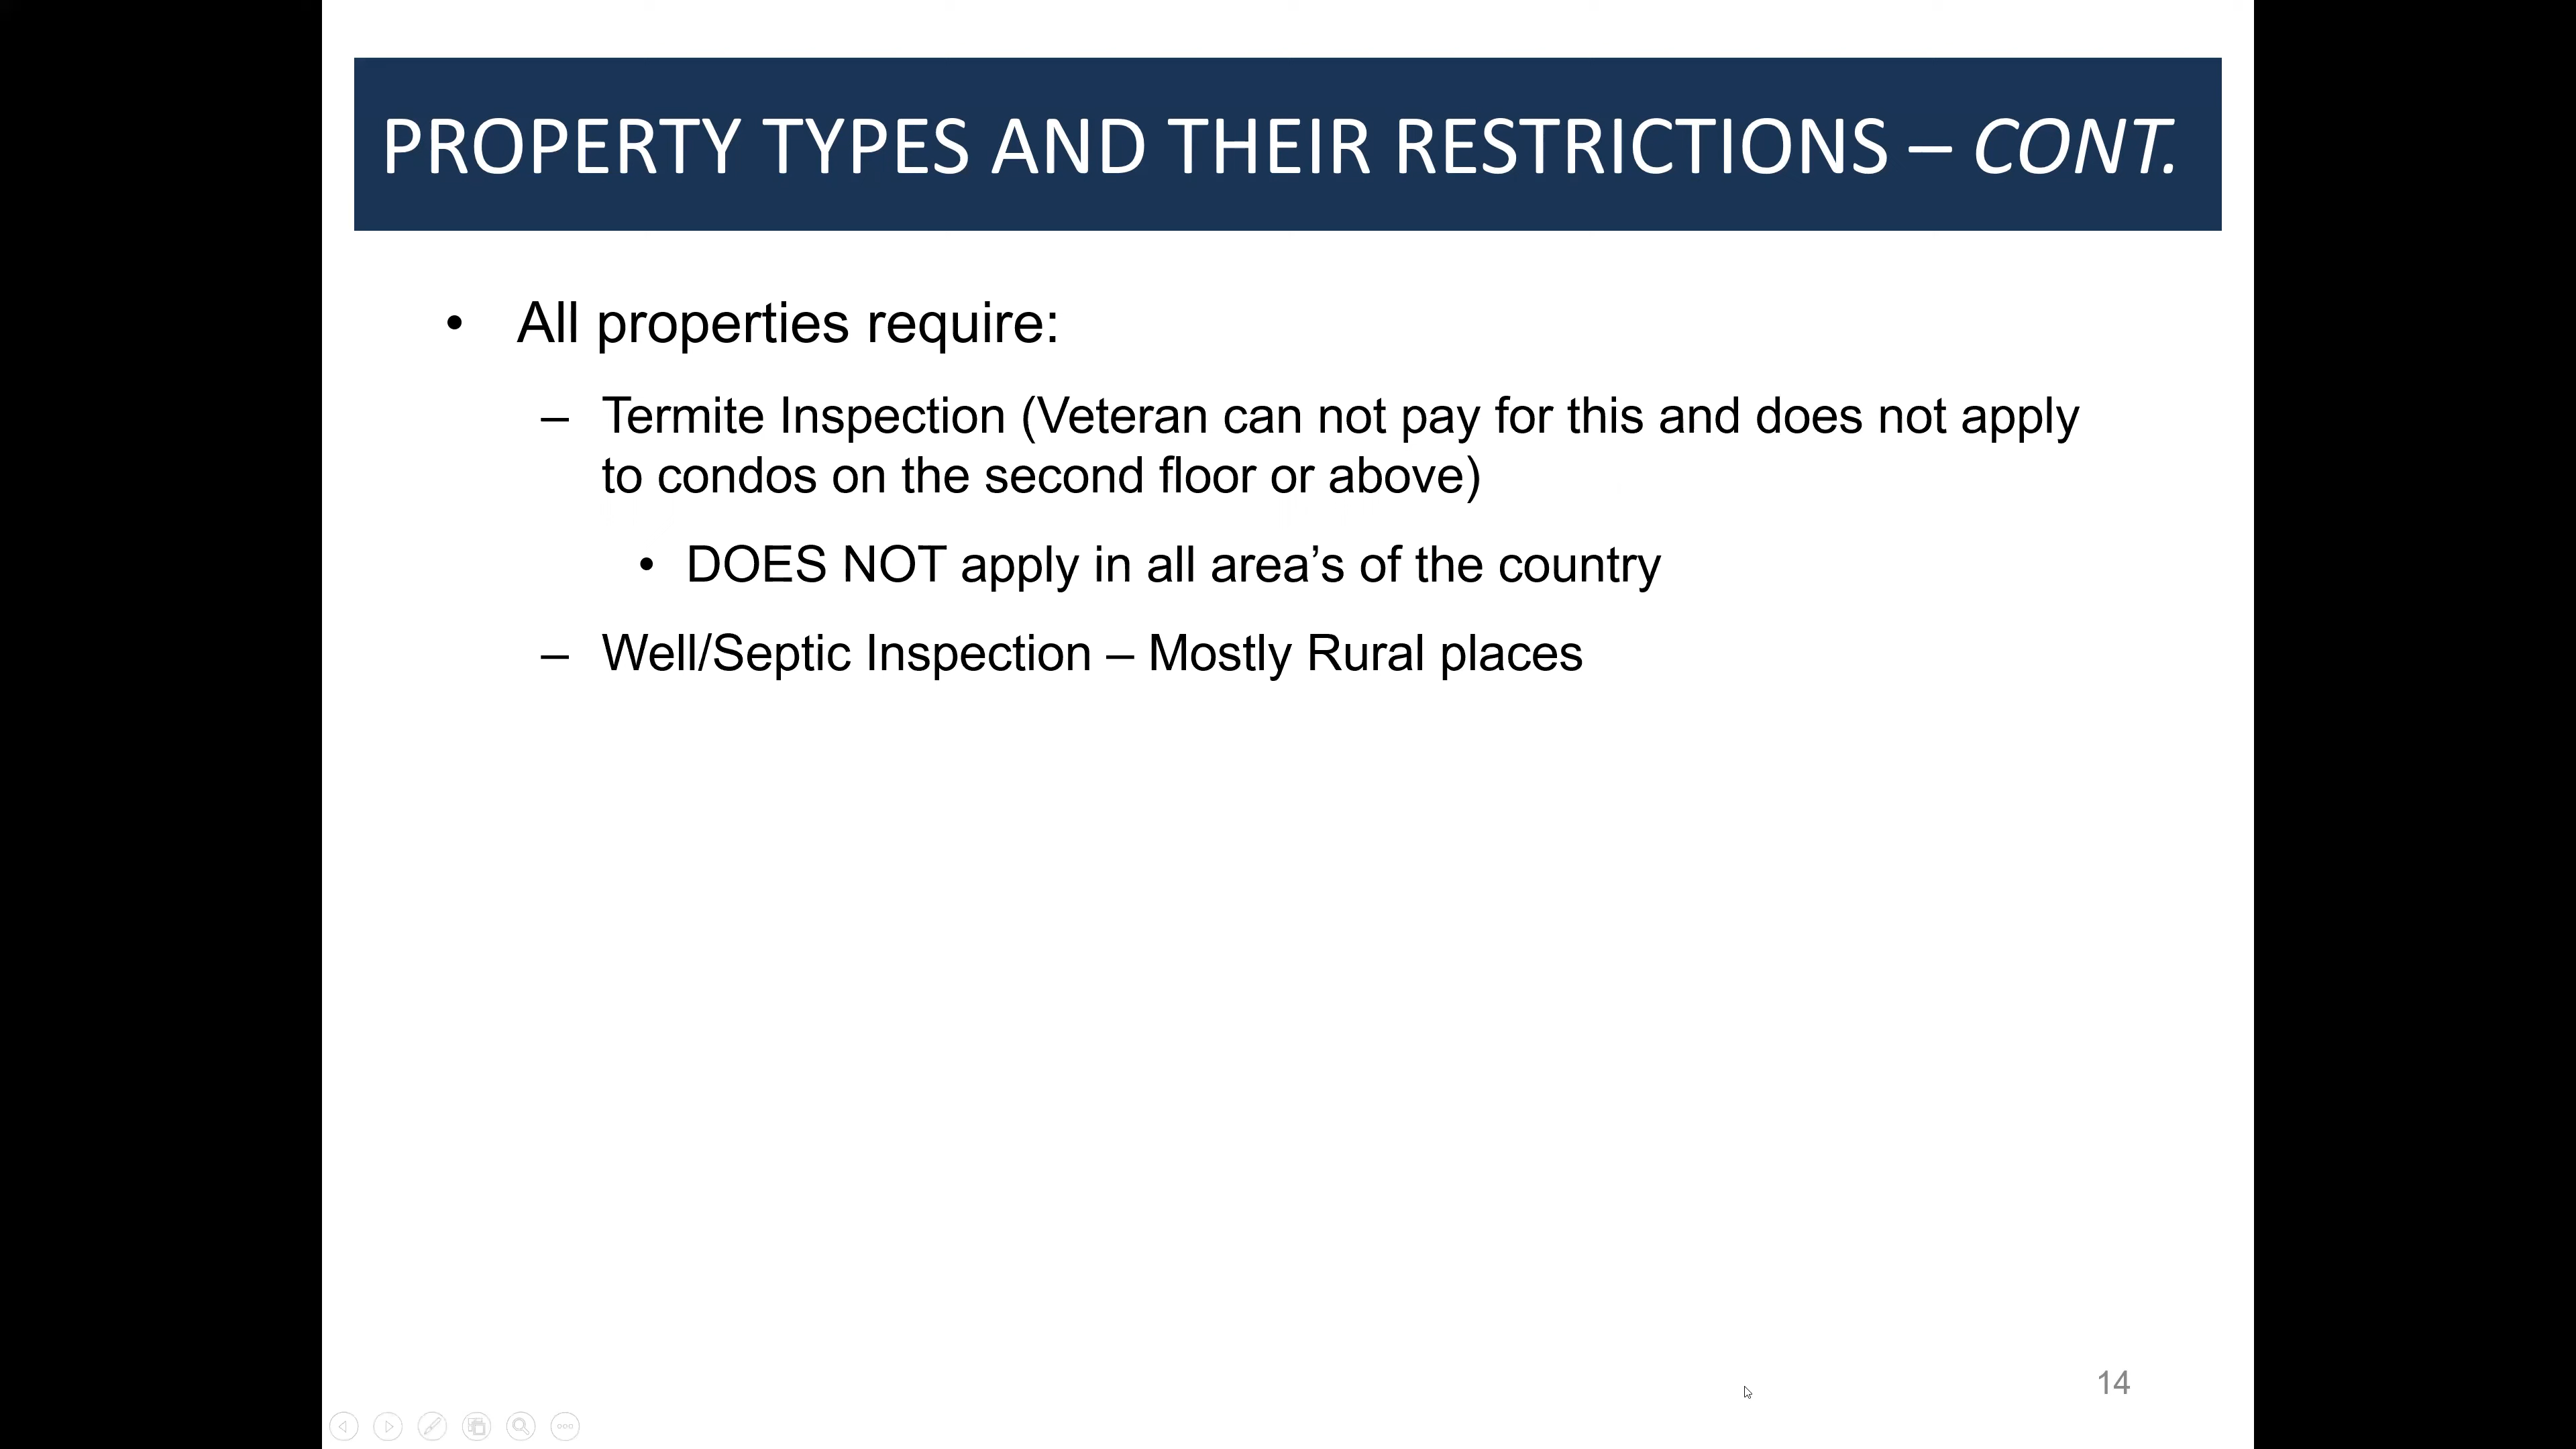 PROPERTY TYPES AND THEIR RESTRICTIONS – CONT.
• All properties require:
– Termite Inspection (Veteran can not pay for this and does not apply
to condos on the second floor or above)
• DOES NOT apply in all area’s of the country
– Well/Septic Inspection – Mostly Rural places
14